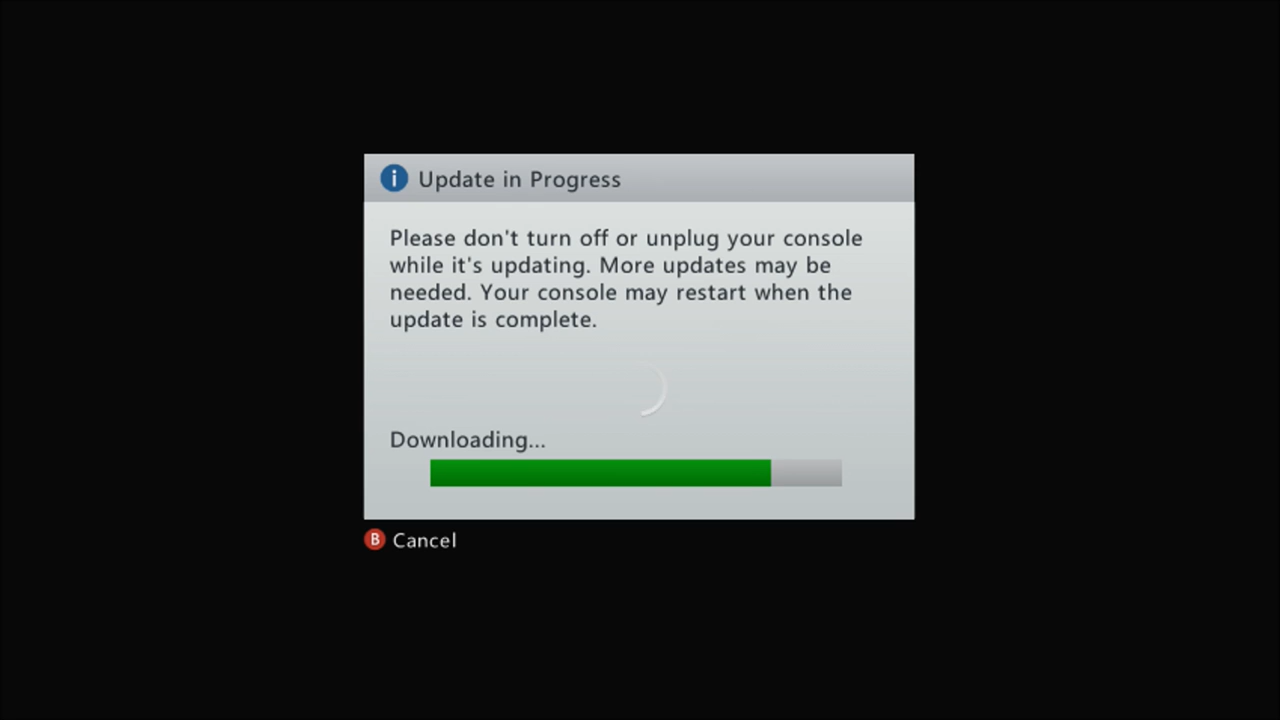 i Update in Progress
Please don't turn off or unplug your console
while it's updating. More updates may be
needed. Your console may restart when the
update is complete.
Downloading...
B Cancel